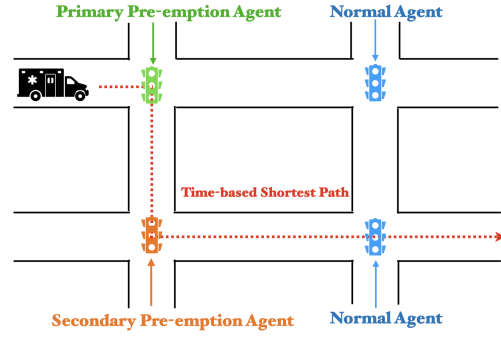 Primary Pre-emption Agent
Normal Agent
Time-based Shortest Path
Secondary Pre-emption Agent
Normal Agent